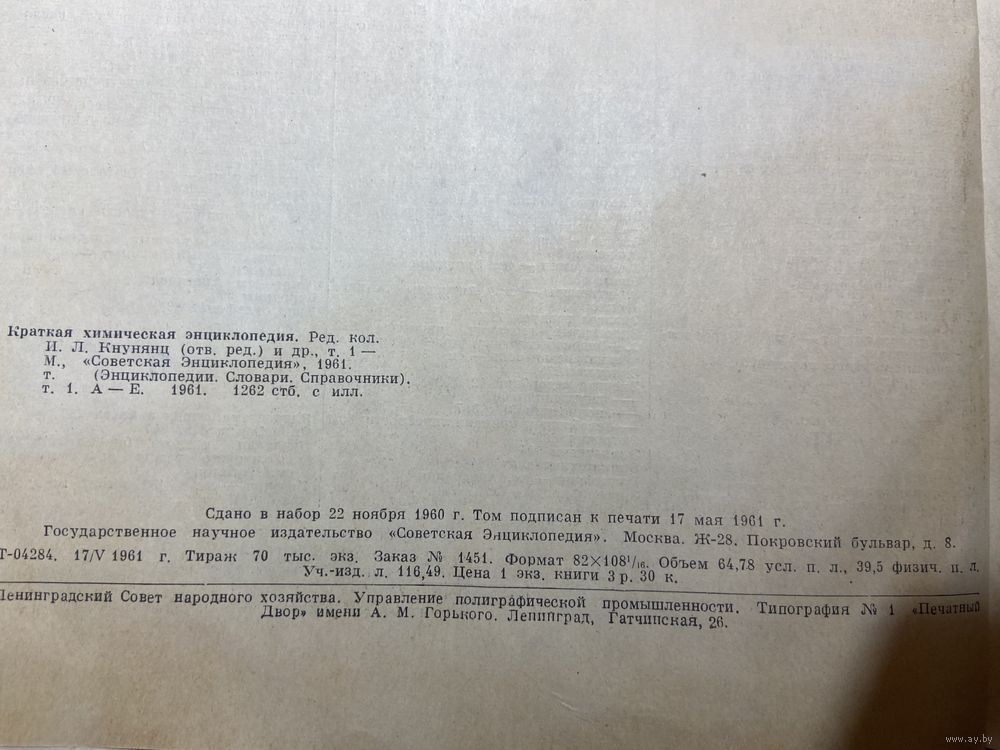 Краткая химическая энциклопедия. Ред. кол.
И. Л. Кнунянц (отв. ред.) и др., т. 1 —
М., «Советская Энциклопедия», 1961.
т. (Энциклопедии. Словари. Справочники).
т. 1. А — Е. 1961. 1262 стб. с илл.
Сдано в набор 22 ноября 1960 г. Том подписан к печати 17 мая 1961 г.
Государственное научное издательство «Советская Энциклопедия». Москва. Ж-28. Покровский бульвар, д. 8.
Т-04284. 17/V 1961 г. Тираж 70 тыс. экз. Заказ № 1451. Формат 82×108¹/₁₆. Объем 64,78 усл. п. л., 39,5 физич. п. л.
Уч.-изд. л. 116,49. Цена 1 экз. книги 3 р. 30 к.
Ленинградский Совет народного хозяйства. Управление полиграфической промышленности. Типография № 1 «Печатный
Двор» имени А. М. Горького. Ленинград, Гатчинская, 26.
www.ay.by